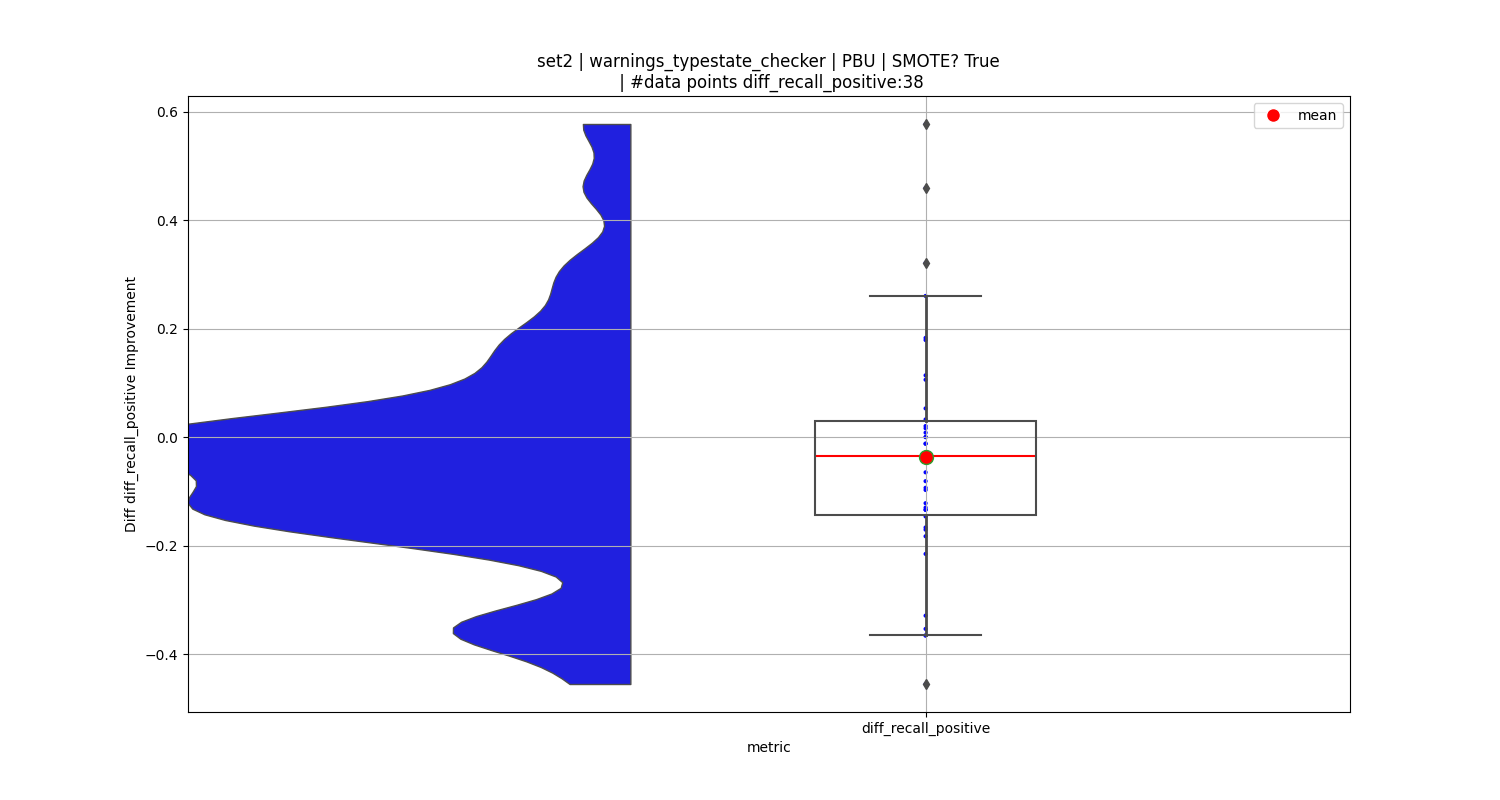 set2 | warnings_typestate_checker | PBU | SMOTE? True
| #data points diff_recall_positive:38
mean
0.6
0.4
0.2
0.0
−0.2
−0.4
Diff diff_recall_positive Improvement
diff_recall_positive
metric